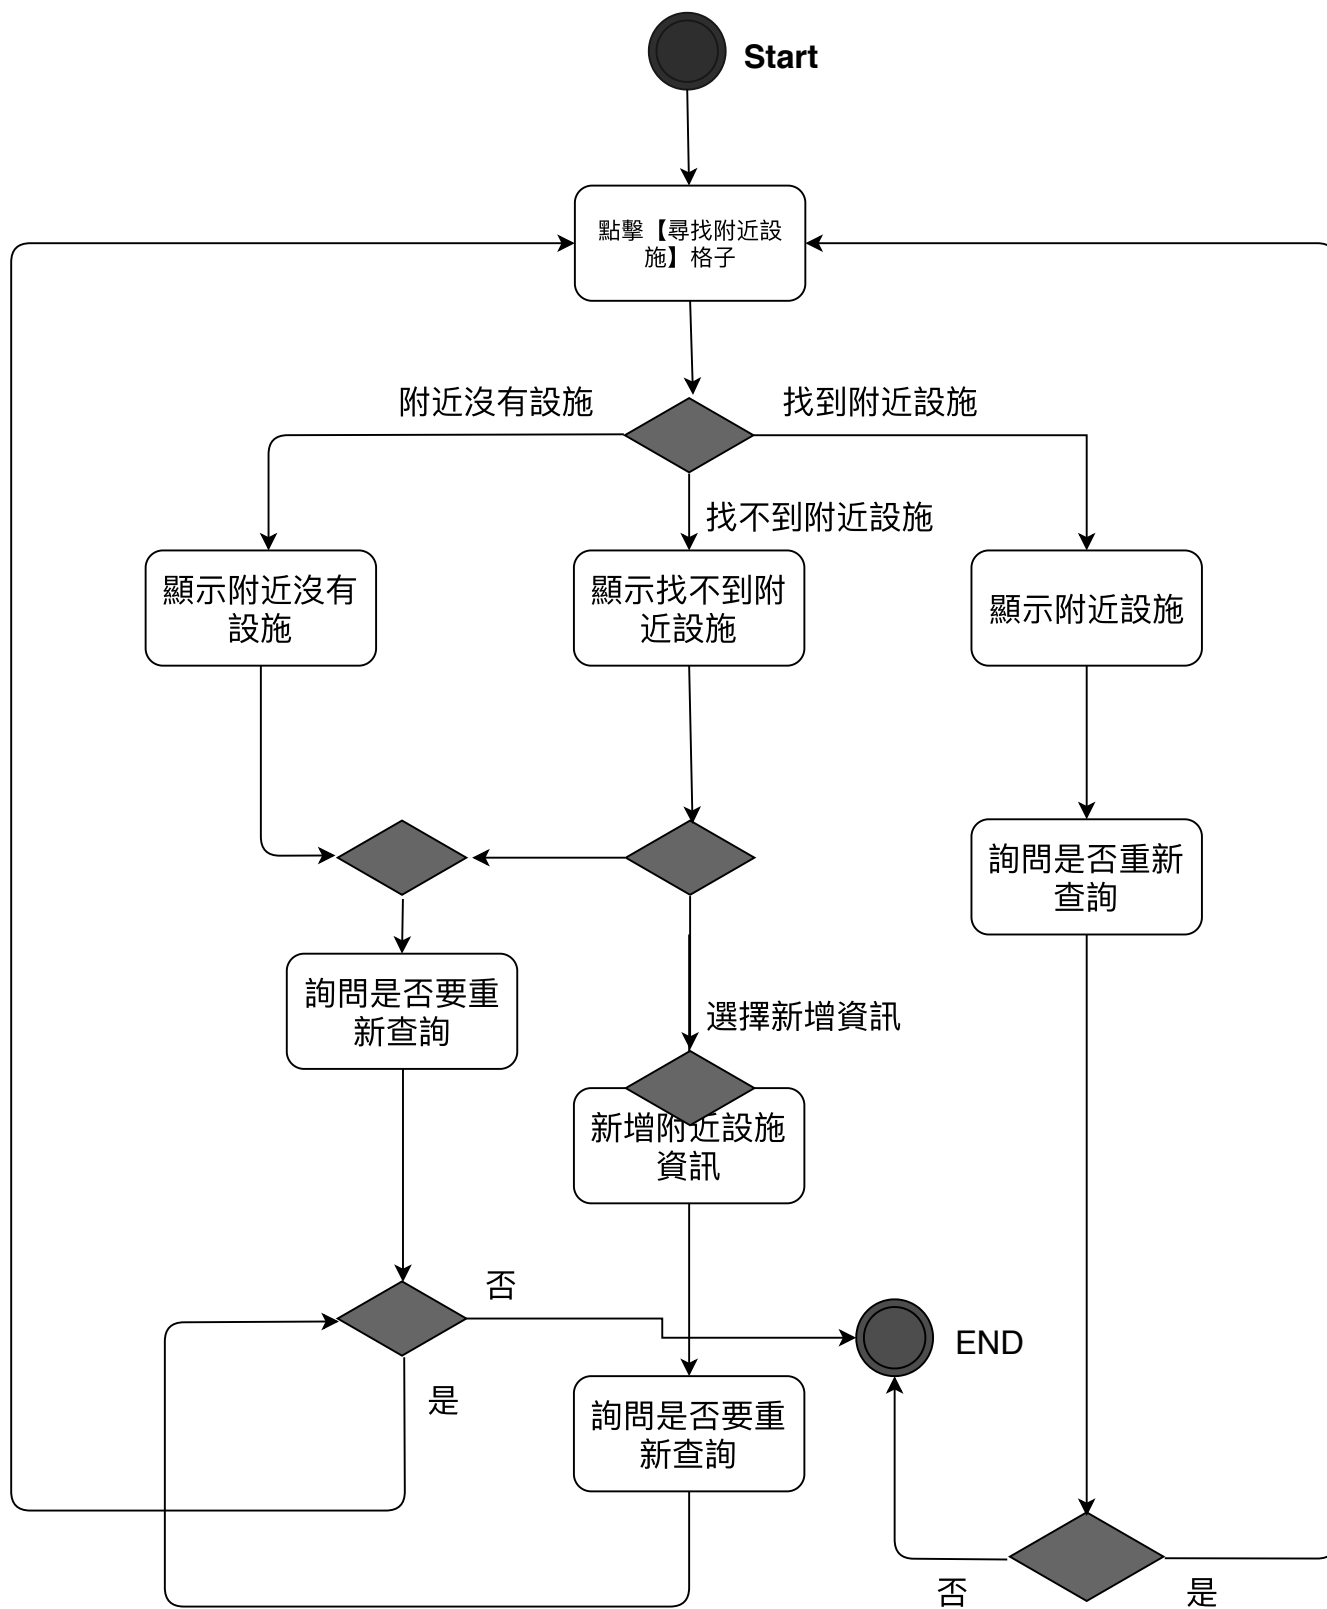 Start
點擊【尋找附近設
施】格子
附近沒有設施
找到附近設施
找不到附近設施
顯示附近沒有
設施
顯示找不到附
近設施
顯示附近設施
詢問是否重新
查詢
詢問是否要重
新查詢
選擇新增資訊
新增附近設施
資訊
否
END
是
詢問是否要重
新查詢
否
是